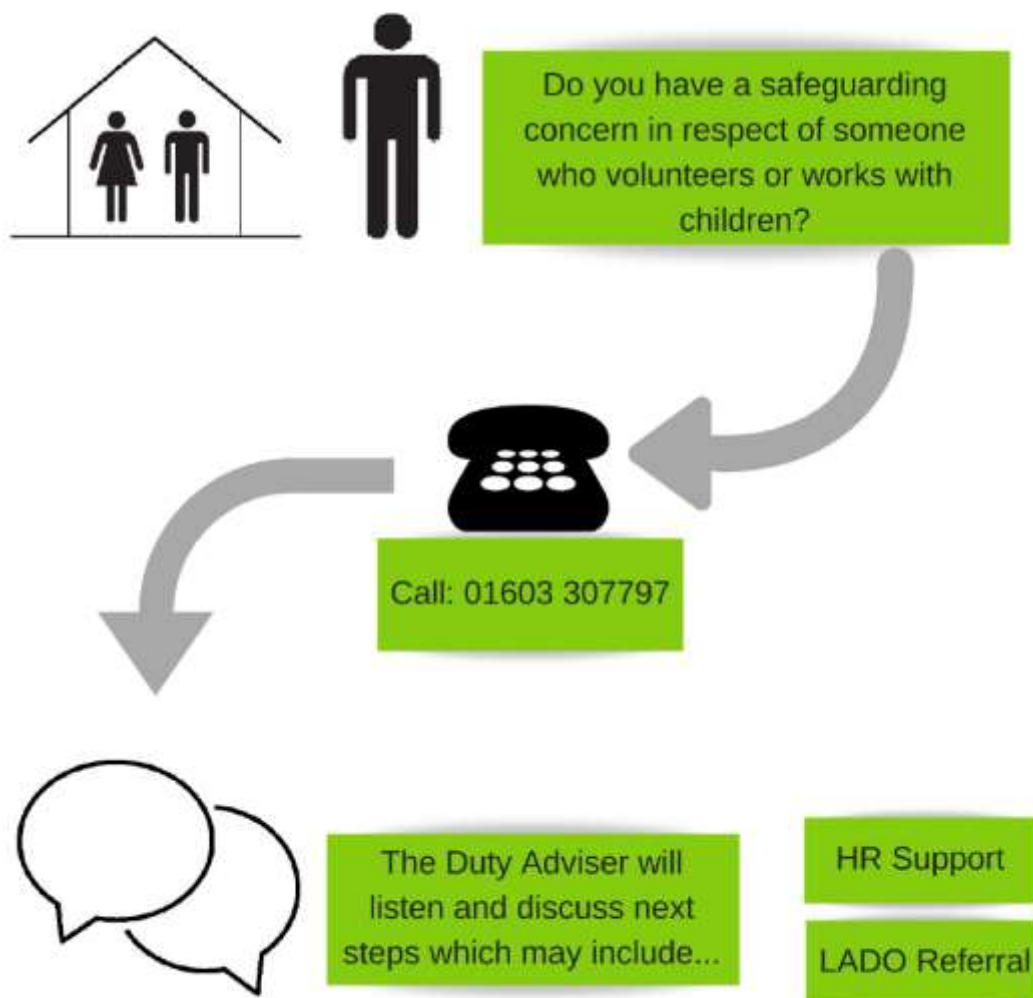 Do you have a safeguarding
concern in respect of someone
who volunteers or works with
children?
Call: 01603 307797
The Duty Adviser will
listen and discuss next
steps which may include...
HR Support
LADO Referral